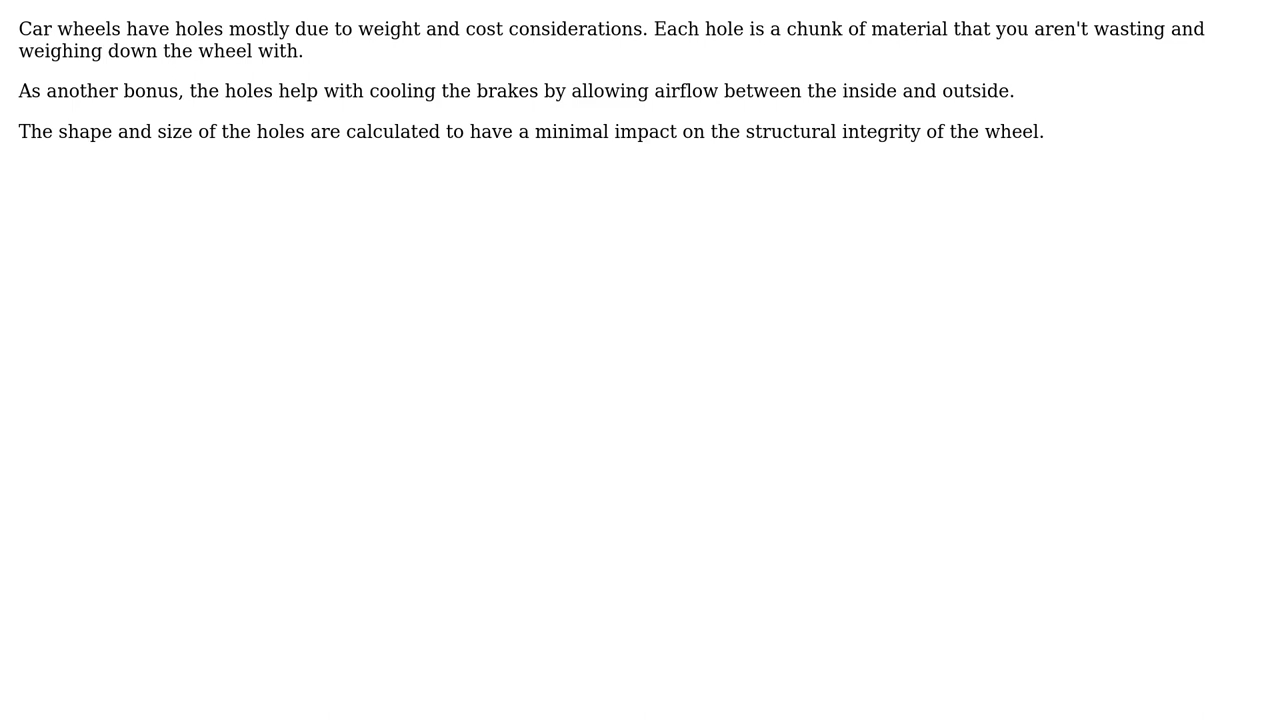 Car wheels have holes mostly due to weight and cost considerations. Each hole is a chunk of material that you aren't wasting and
weighing down the wheel with.
As another bonus, the holes help with cooling the brakes by allowing airflow between the inside and outside.
The shape and size of the holes are calculated to have a minimal impact on the structural integrity of the wheel.